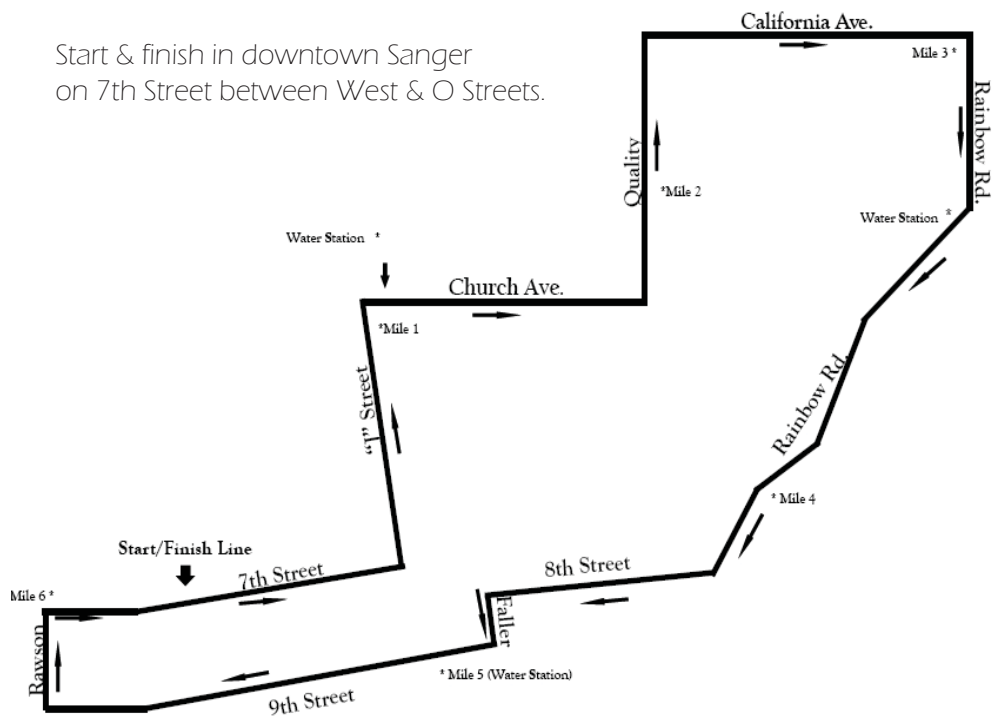 California Ave.
Start & finish in downtown Sanger
on 7th Street between West & O Streets.
Mile 3 *
Rainbow Rd.
Quality
*Mile 2
Water Station *
Water Station *
Church Ave.
*Mile 1
"J" Street
Rainbow Rd.
* Mile 4
Start/Finish Line
7th Street
8th Street
Mile 6 *
Faller
Rawson
* Mile 5 (Water Station)
9th Street